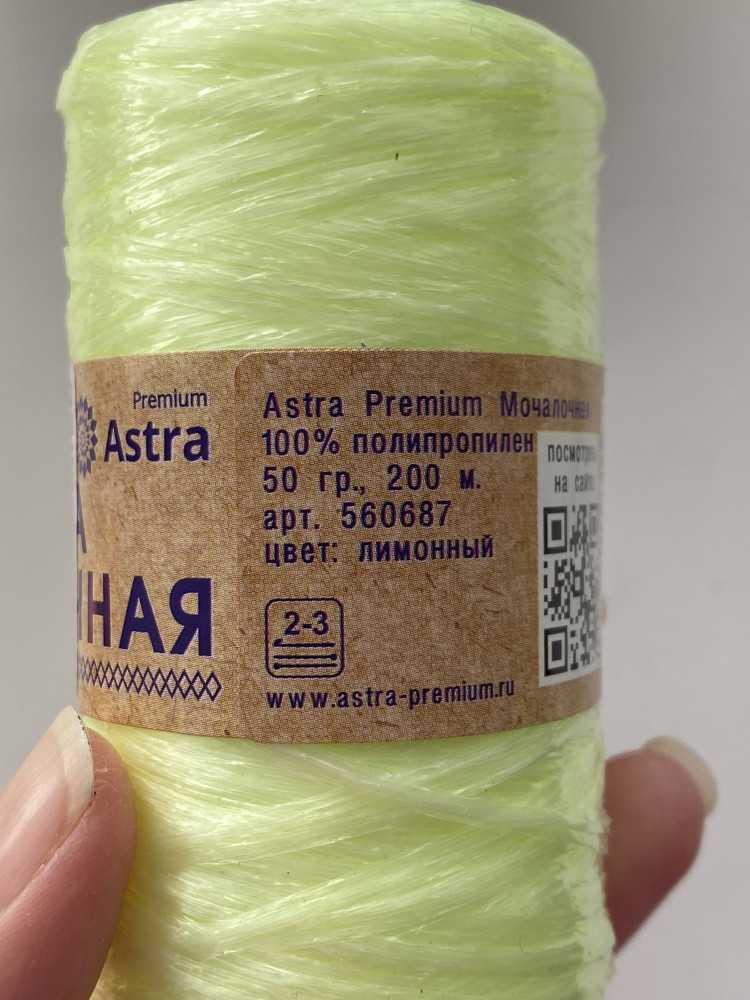 Premium
Astra
НАЯ
Astra Premium Мочалочная
100% полипропилен
50 гр., 200 м.
арт. 560687
цвет: лимонный
2-3
www.astra-premium.ru
посмотреть
на сайте